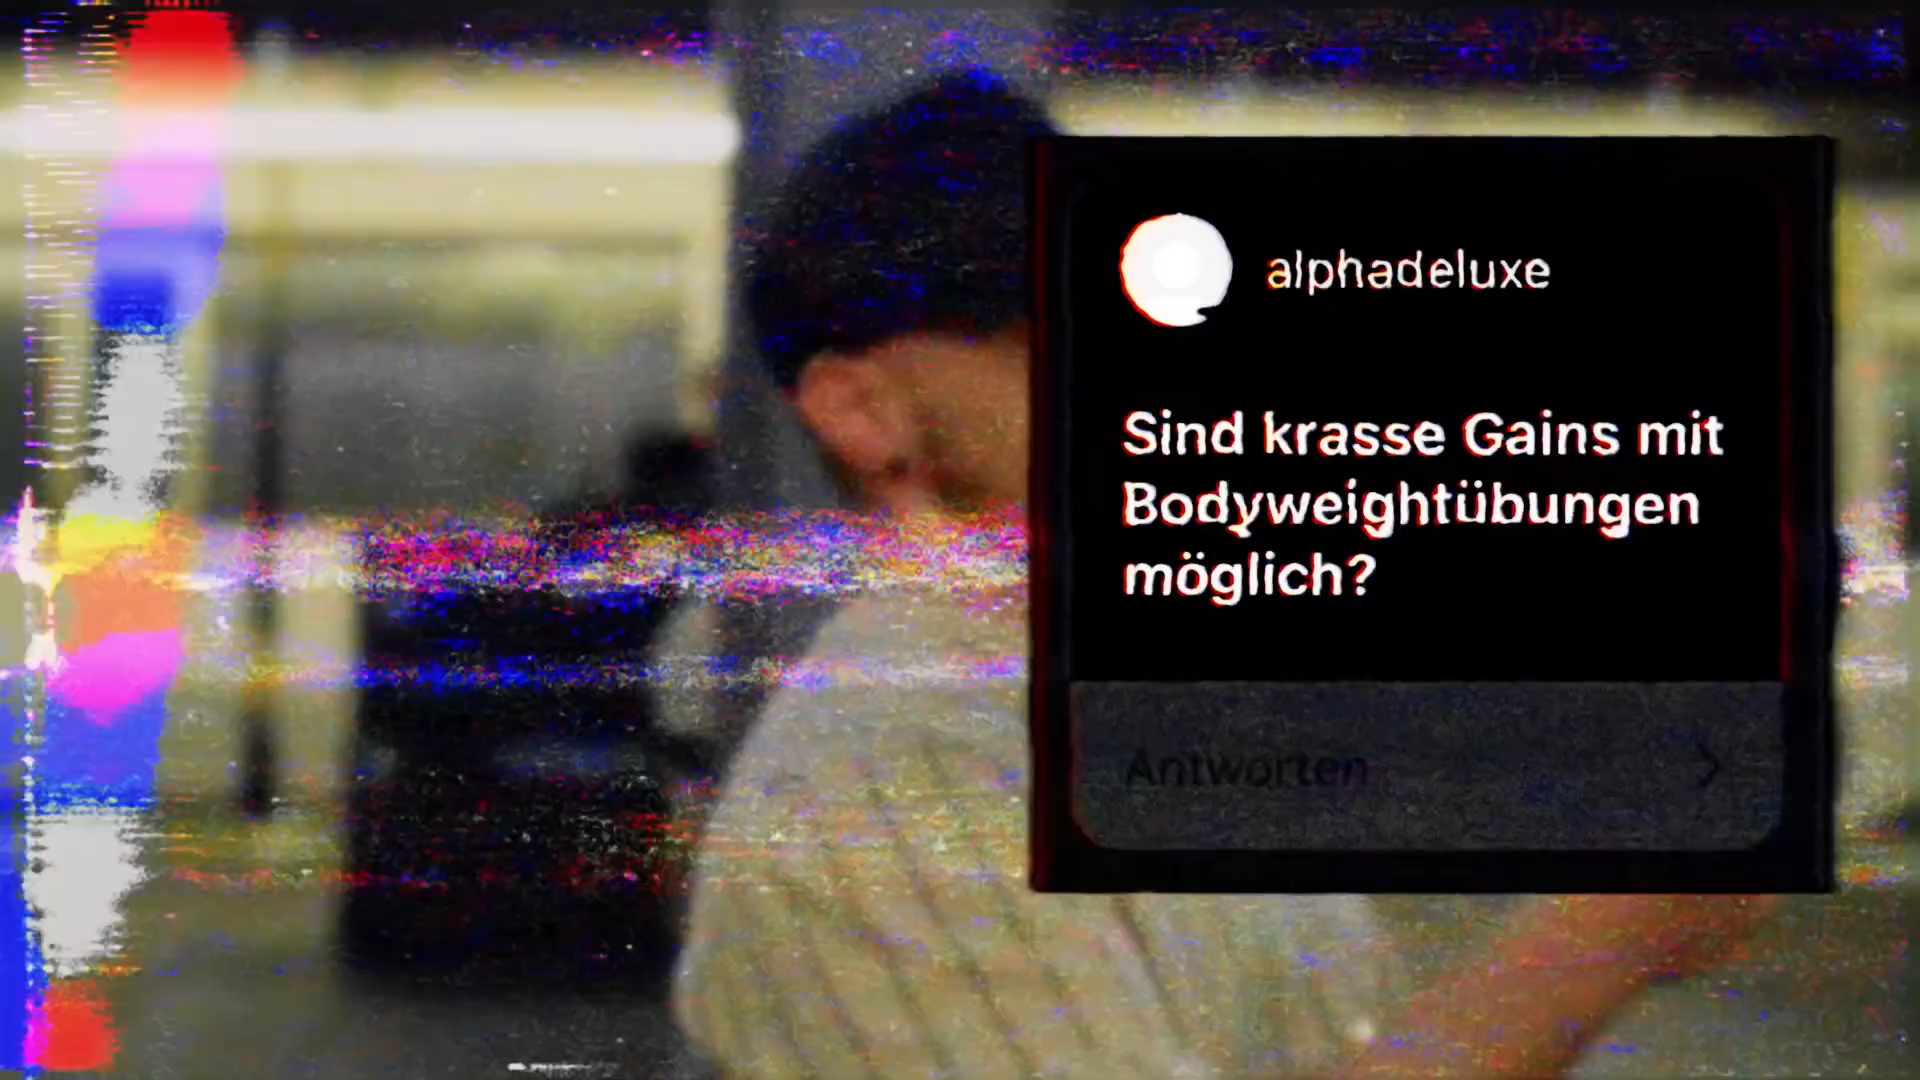 alphadeluxe
Sind krasse Gains mit
Bodyweightübungen
möglich?
Antworten